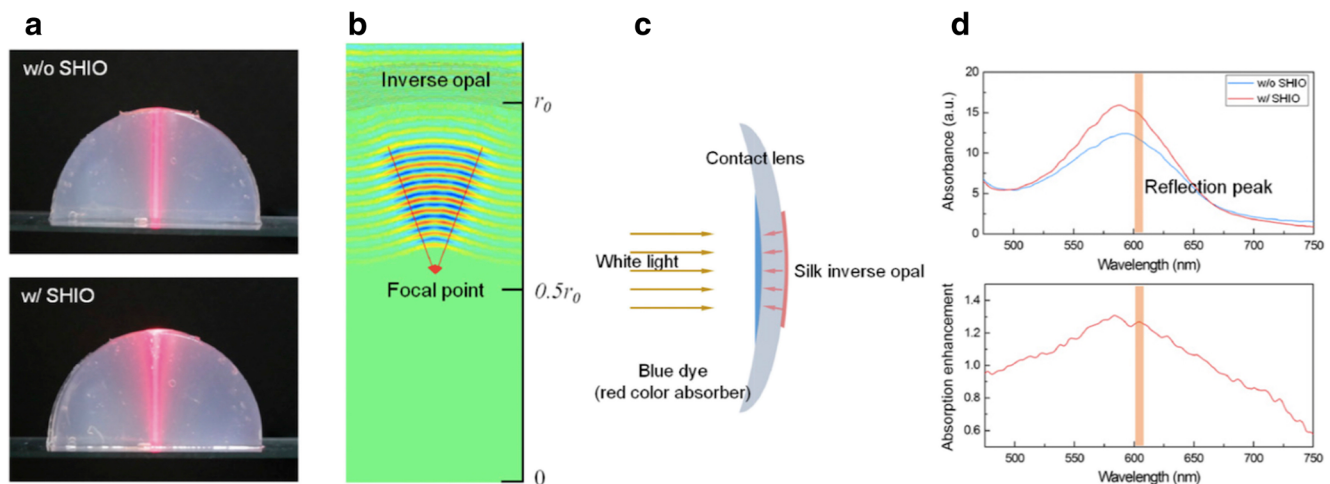 a
w/o SHIO
w/ SHIO
b
Inverse opal
r₀
Focal point
0.5r₀
0
c
Contact lens
White light
Silk inverse opal
Blue dye
(red color absorber)
d
20
15
10
5
0
Absorbance (a.u.)
w/o SHIO
w/ SHIO
Reflection peak
500
550
600
650
700
750
Wavelength (nm)
1.4
1.2
1.0
0.8
0.6
Absorption enhancement
500
550
600
650
700
750
Wavelength (nm)